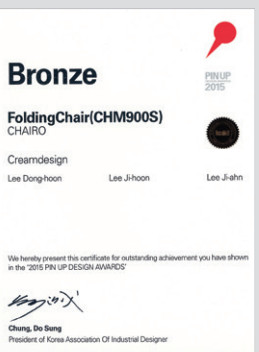 Bronze
PIN UP
2015
FoldingChair(CHM900S)
CHAIRO
Creamdesign
Lee Dong-hoon Lee Ji-hoon Lee Ji-ahn
We hereby present this certificate for outstanding achievement you have shown
in the '2015 PIN UP DESIGN AWARDS'
Chung, Do Sung
President of Korea Association Of Industrial Designer